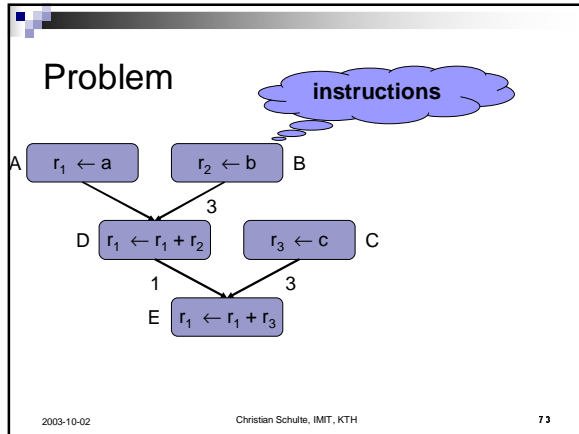 Problem
instructions
A r₁ ← a r₂ ← b B
3
D r₁ ← r₁ + r₂ r₃ ← c C
1 3
E r₁ ← r₁ + r₃
2003-10-02 Christian Schulte, IMIT, KTH 73